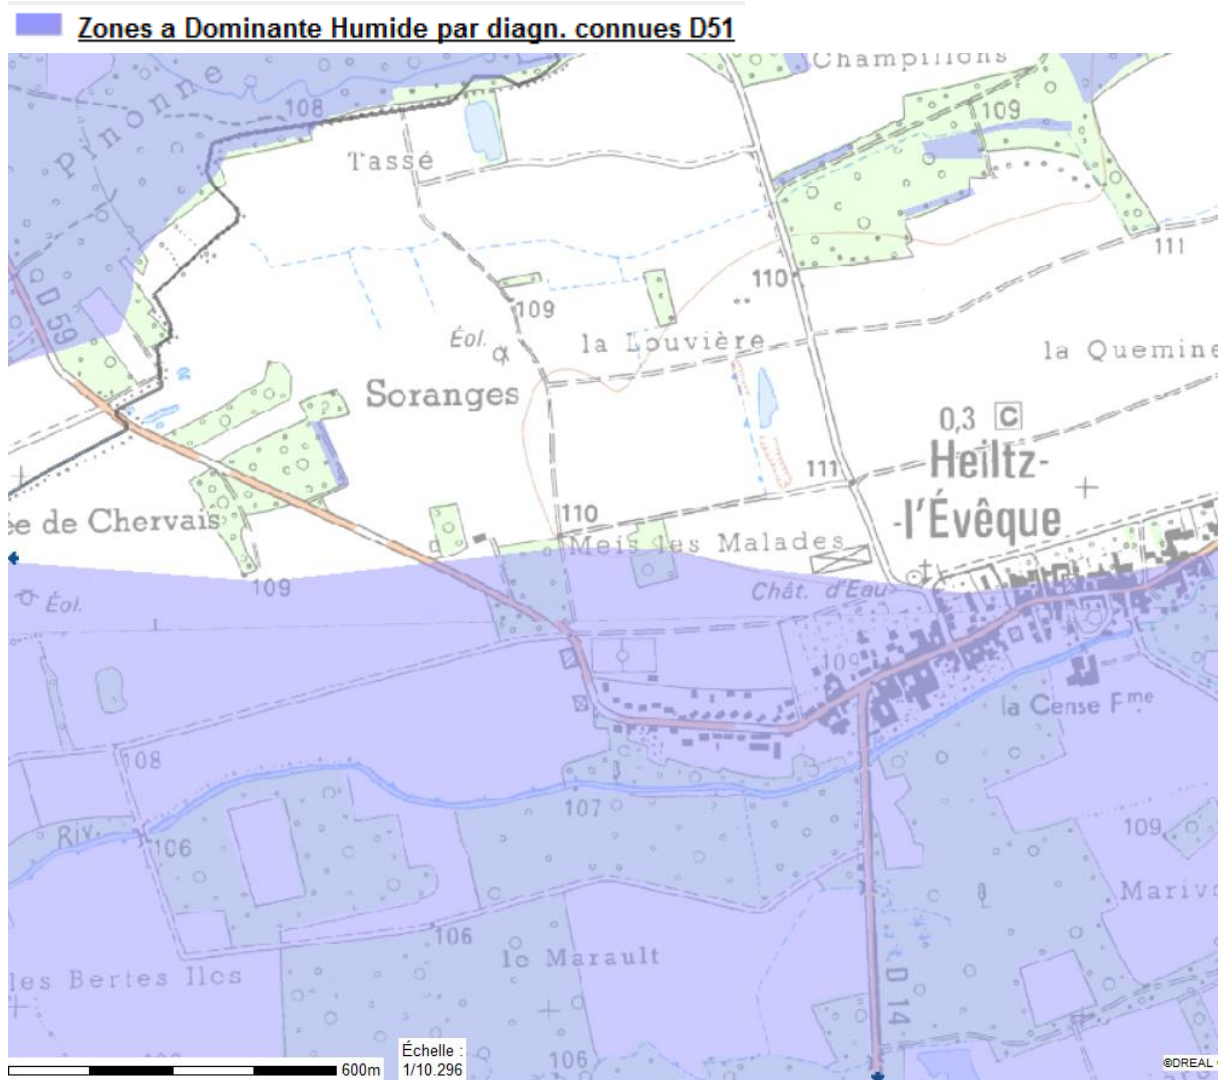 Zones a Dominante Humide par diagn. connues D51
Champillons
Pinonne
108
109
Tassé
111
110
D 59
109
Éol.
la Louvière
la Quemine
Soranges
0,3 C
Heiltz-
-l'Évêque
111
110
ée de Chervais
Meis les Malades
109
Chât. d'Eau
Éol.
109
la Cense Fme
108
107
109
Riv.
106
Mariv
106
le Marault
les Bertes Iles
D 14
106
600m
Échelle :
1/10.296
©DREAL